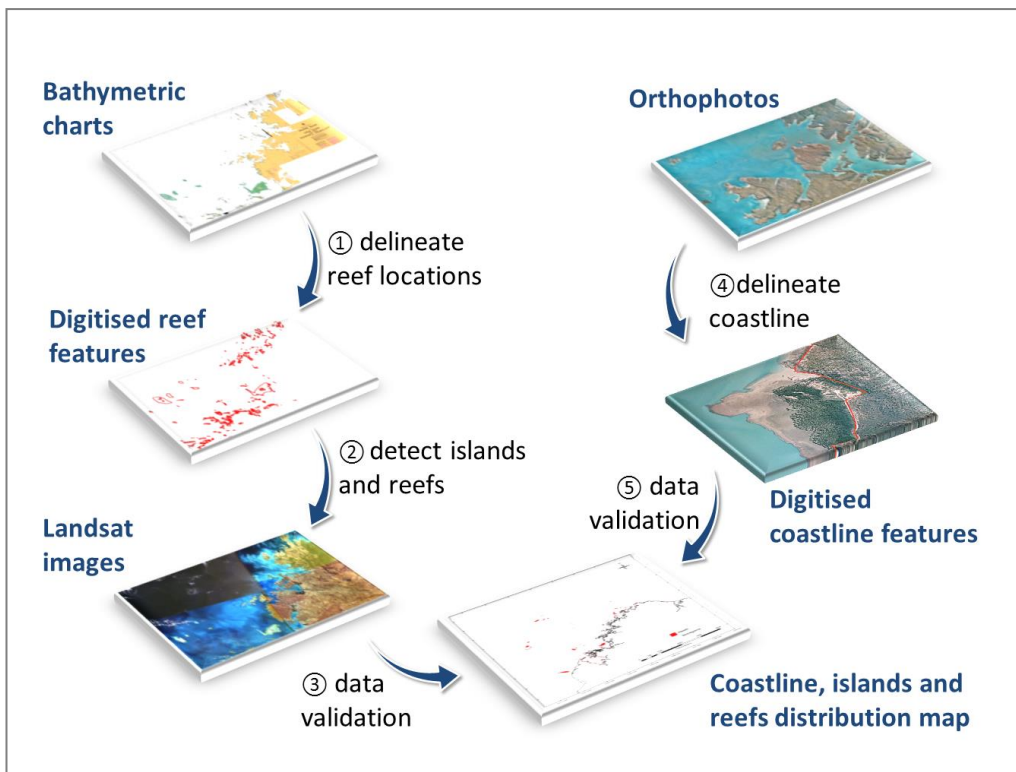 Bathymetric
charts
① delineate
reef locations
Digitised reef
features
② detect islands
and reefs
Landsat
images
③ data
validation
Orthophotos
④delineate
coastline
Digitised
coastline features
⑤ data
validation
Coastline, islands and
reefs distribution map